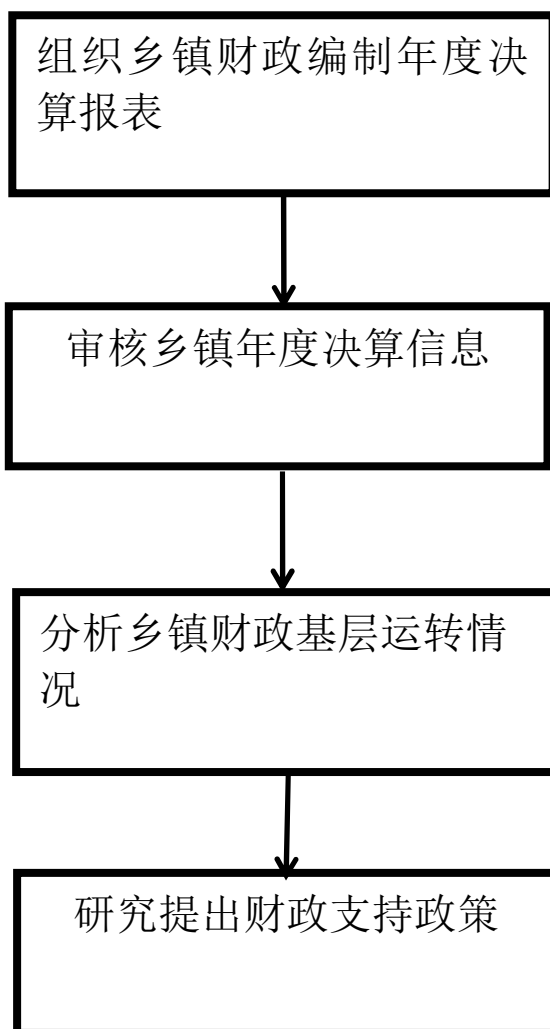 组织乡镇财政编制年度决
算报表
审核乡镇年度决算信息
分析乡镇财政基层运转情
况
研究提出财政支持政策